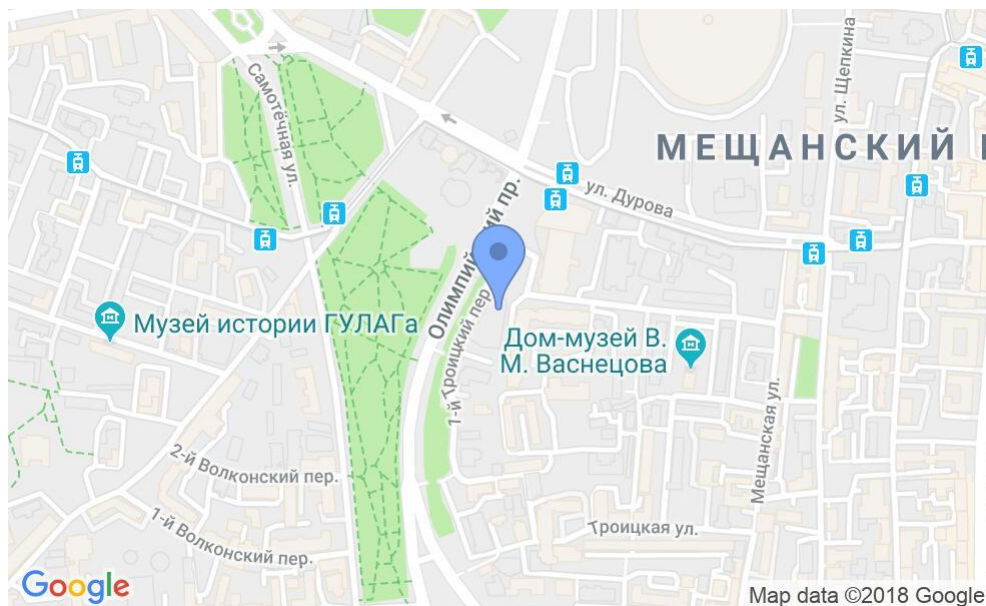 Самотёчная ул.
ул. Щепкина
МЕЩАНСКИЙ
ул. Дурова
Олимпийский пр.
1-й Троицкий пер
Музей истории ГУЛАГа
Дом-музей В.
М. Васнецова
Мещанская ул.
2-й Волконский пер.
1-й Волконский пер.
Троицкая ул.
Google
Map data ©2018 Google